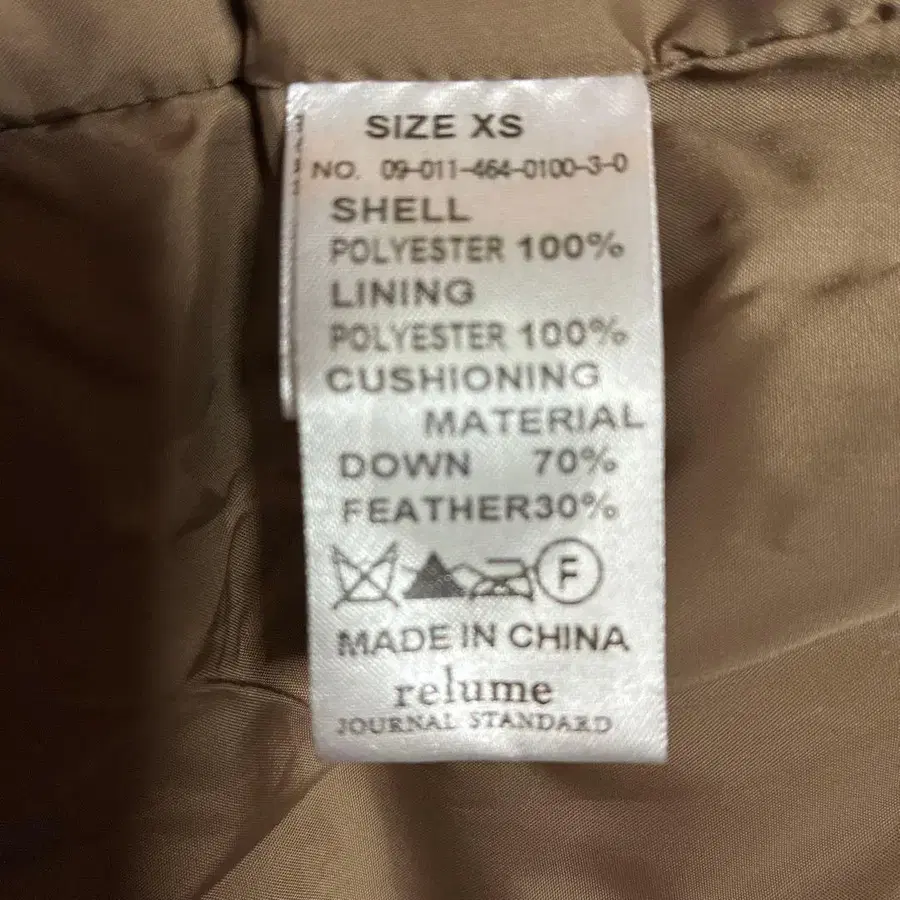 SIZE XS
NO. 09-011-464-0100-3-0
SHELL
POLYESTER 100%
LINING
POLYESTER 100%
CUSHIONING
MATERIAL
DOWN 70%
FEATHER30%
F
MADE IN CHINA
relume
JOURNAL STANDARD